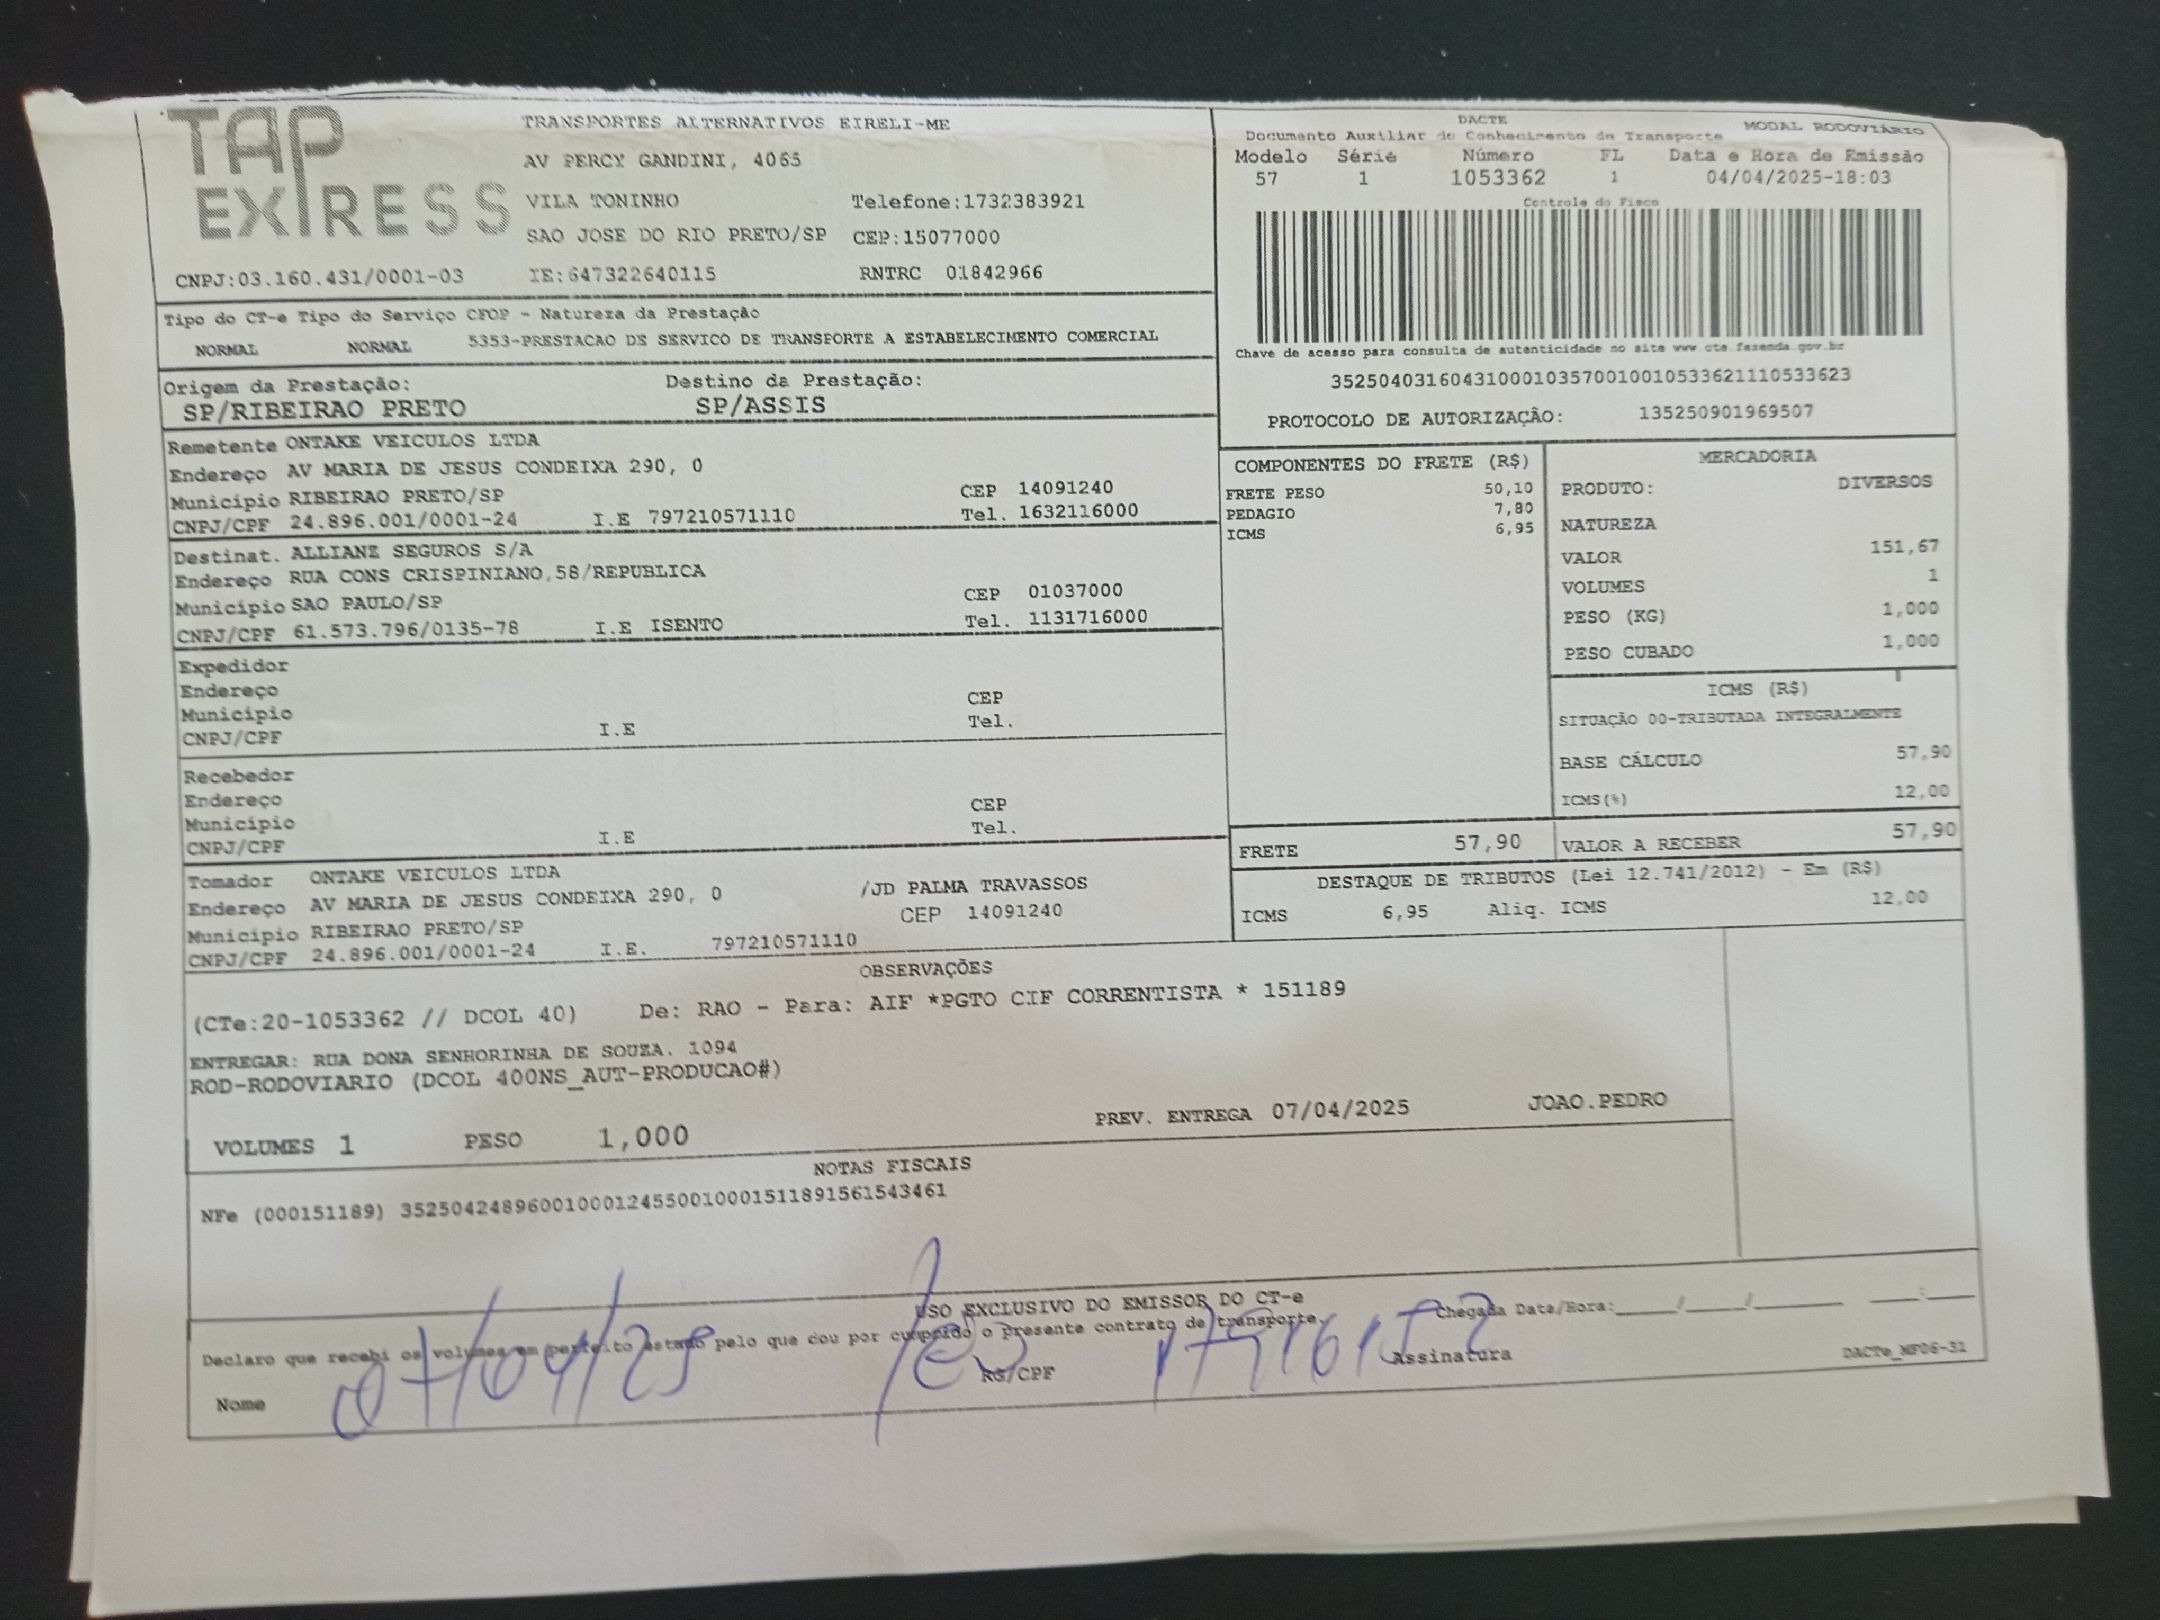 TAP EXPRESS
TRANSPORTES ALTERNATIVOS EIRELI-ME
AV PERCY GANDINI, 4065
VILA TONINHO Telefone:1732383921
SAO JOSE DO RIO PRETO/SP CEP:15077000
CNPJ:03.160.431/0001-03 IE:647322640115 RNTRC 01842966
DACTE
Documento Auxiliar do Conhecimento de Transporte MODAL RODOVIÁRIO
Modelo Série Número FL Data e Hora de Emissão
57 1 1053362 1 04/04/2025-18:03
Controle do Fisco
Chave de acesso para consulta de autenticidade no site www.cte.fazenda.gov.br
35250403160431000103570010010533621110533623
PROTOCOLO DE AUTORIZAÇÃO: 135250901969507
Tipo do CT-e Tipo do Serviço CFOP - Natureza da Prestação
NORMAL NORMAL 5353-PRESTACAO DE SERVICO DE TRANSPORTE A ESTABELECIMENTO COMERCIAL
Origem da Prestação: Destino da Prestação:
SP/RIBEIRAO PRETO SP/ASSIS
Remetente ONTAKE VEICULOS LTDA
Endereço AV MARIA DE JESUS CONDEIXA 290, 0
Município RIBEIRAO PRETO/SP CEP 14091240
CNPJ/CPF 24.896.001/0001-24 I.E 797210571110 Tel. 1632116000
Destinat. ALLIANZ SEGUROS S/A
Endereço RUA CONS CRISPINIANO,58/REPUBLICA
Município SAO PAULO/SP CEP 01037000
CNPJ/CPF 61.573.796/0135-78 I.E ISENTO Tel. 1131716000
Expedidor
Endereço
Município CEP
CNPJ/CPF I.E Tel.
Recebedor
Endereço
Município CEP
CNPJ/CPF I.E Tel.
Tomador ONTAKE VEICULOS LTDA
Endereço AV MARIA DE JESUS CONDEIXA 290, 0 /JD PALMA TRAVASSOS
Município RIBEIRAO PRETO/SP CEP 14091240
CNPJ/CPF 24.896.001/0001-24 I.E. 797210571110
COMPONENTES DO FRETE (R$)
FRETE PESO 50,10
PEDAGIO 7,80
ICMS 6,95
MERCADORIA
PRODUTO: DIVERSOS
NATUREZA
VALOR 151,67
VOLUMES 1
PESO (KG) 1,000
PESO CUBADO 1,000
ICMS (R$)
SITUAÇÃO 00-TRIBUTADA INTEGRALMENTE
BASE CÁLCULO 57,90
ICMS(%) 12,00
FRETE 57,90 VALOR A RECEBER 57,90
DESTAQUE DE TRIBUTOS (Lei 12.741/2012) - Em (R$)
ICMS 6,95 Aliq. ICMS 12,00
OBSERVAÇÕES
(CTe:20-1053362 // DCOL 40) De: RAO - Para: AIF *PGTO CIF CORRENTISTA * 151189
ENTREGAR: RUA DONA SENHORINHA DE SOUZA, 1094
ROD-RODOVIARIO (DCOL 400NS_AUT-PRODUCAO#)
PREV. ENTREGA 07/04/2025 JOAO.PEDRO
VOLUMES 1 PESO 1,000
NOTAS FISCAIS
NFe (000151189) 35250424896001000124550010001511891561543461
USO EXCLUSIVO DO EMISSOR DO CT-e
Chegada Data/Hora:_____/_____/_______ ____:____
Declaro que recebi os volumes em perfeito estado pelo que dou por cumprido o presente contrato de transporte.
Nome 07/04/25 RG/CPF Assinatura DACTe_MF06-31